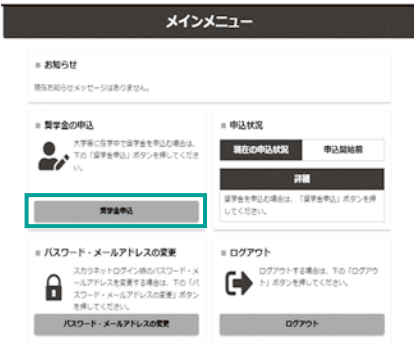 メインメニュー
お知らせ
現在お知らせメッセージはありません。
奨学金の申込
大学等に在学中で奨学金を申込む場合は、
下の「奨学金申込」ボタンを押してくださ
い。
奨学金申込
申込状況
現在の申込状況
申込開始前
詳細
奨学金を申込む場合は、「奨学金申込」ボタンを押
してください。
パスワード・メールアドレスの変更
スカラネットログイン時のパスワード・メ
ールアドレスを変更する場合は、下の「パ
スワード・メールアドレスの変更」ボタン
を押してください。
パスワード・メールアドレスの変更
ログアウト
ログアウトする場合は、下の「ログアウ
ト」ボタンを押してください。
ログアウト